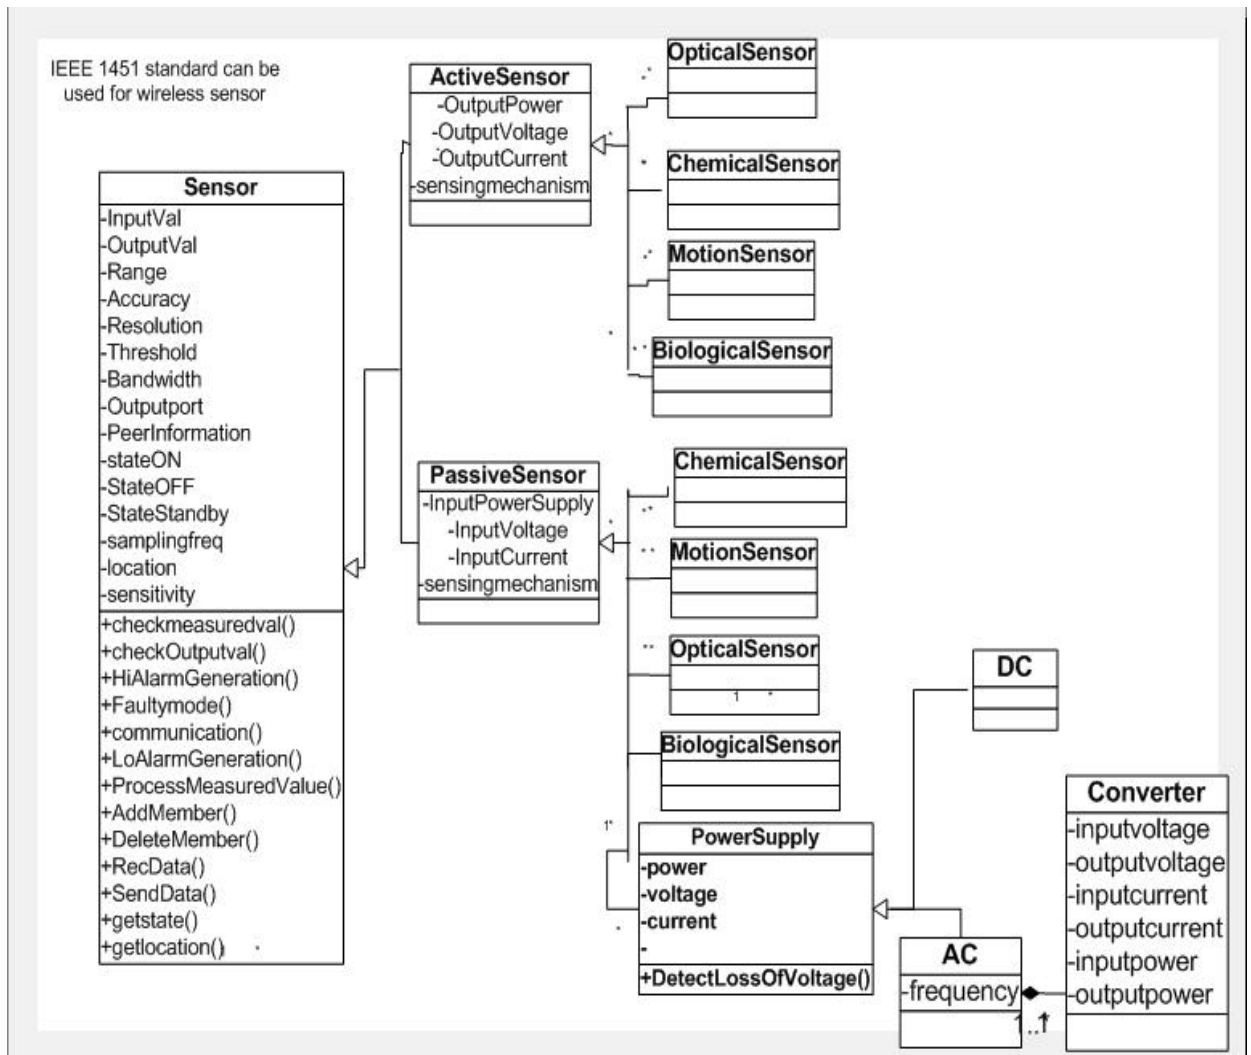 IEEE 1451 standard can be
used for wireless sensor
Sensor
-InputVal
-OutputVal
-Range
-Accuracy
-Resolution
-Threshold
-Bandwidth
-Outputport
-PeerInformation
-stateON
-StateOFF
-StateStandby
-samplingfreq
-location
-sensitivity
+checkmeasuredval()
+checkOutputval()
+HiAlarmGeneration()
+Faultymode()
+communication()
+LoAlarmGeneration()
+ProcessMeasuredValue()
+AddMember()
+DeleteMember()
+RecData()
+SendData()
+getstate()
+getlocation()
ActiveSensor
-OutputPower
-OutputVoltage
-OutputCurrent
-sensingmechanism
OpticalSensor
ChemicalSensor
MotionSensor
BiologicalSensor
PassiveSensor
-InputPowerSupply
-InputVoltage
-InputCurrent
-sensingmechanism
ChemicalSensor
MotionSensor
OpticalSensor
1 *
BiologicalSensor
1*
PowerSupply
-power
-voltage
-current
-
+DetectLossOfVoltage()
DC
AC
-frequency
1..*
Converter
-inputvoltage
-outputvoltage
-inputcurrent
-outputcurrent
-inputpower
-outputpower